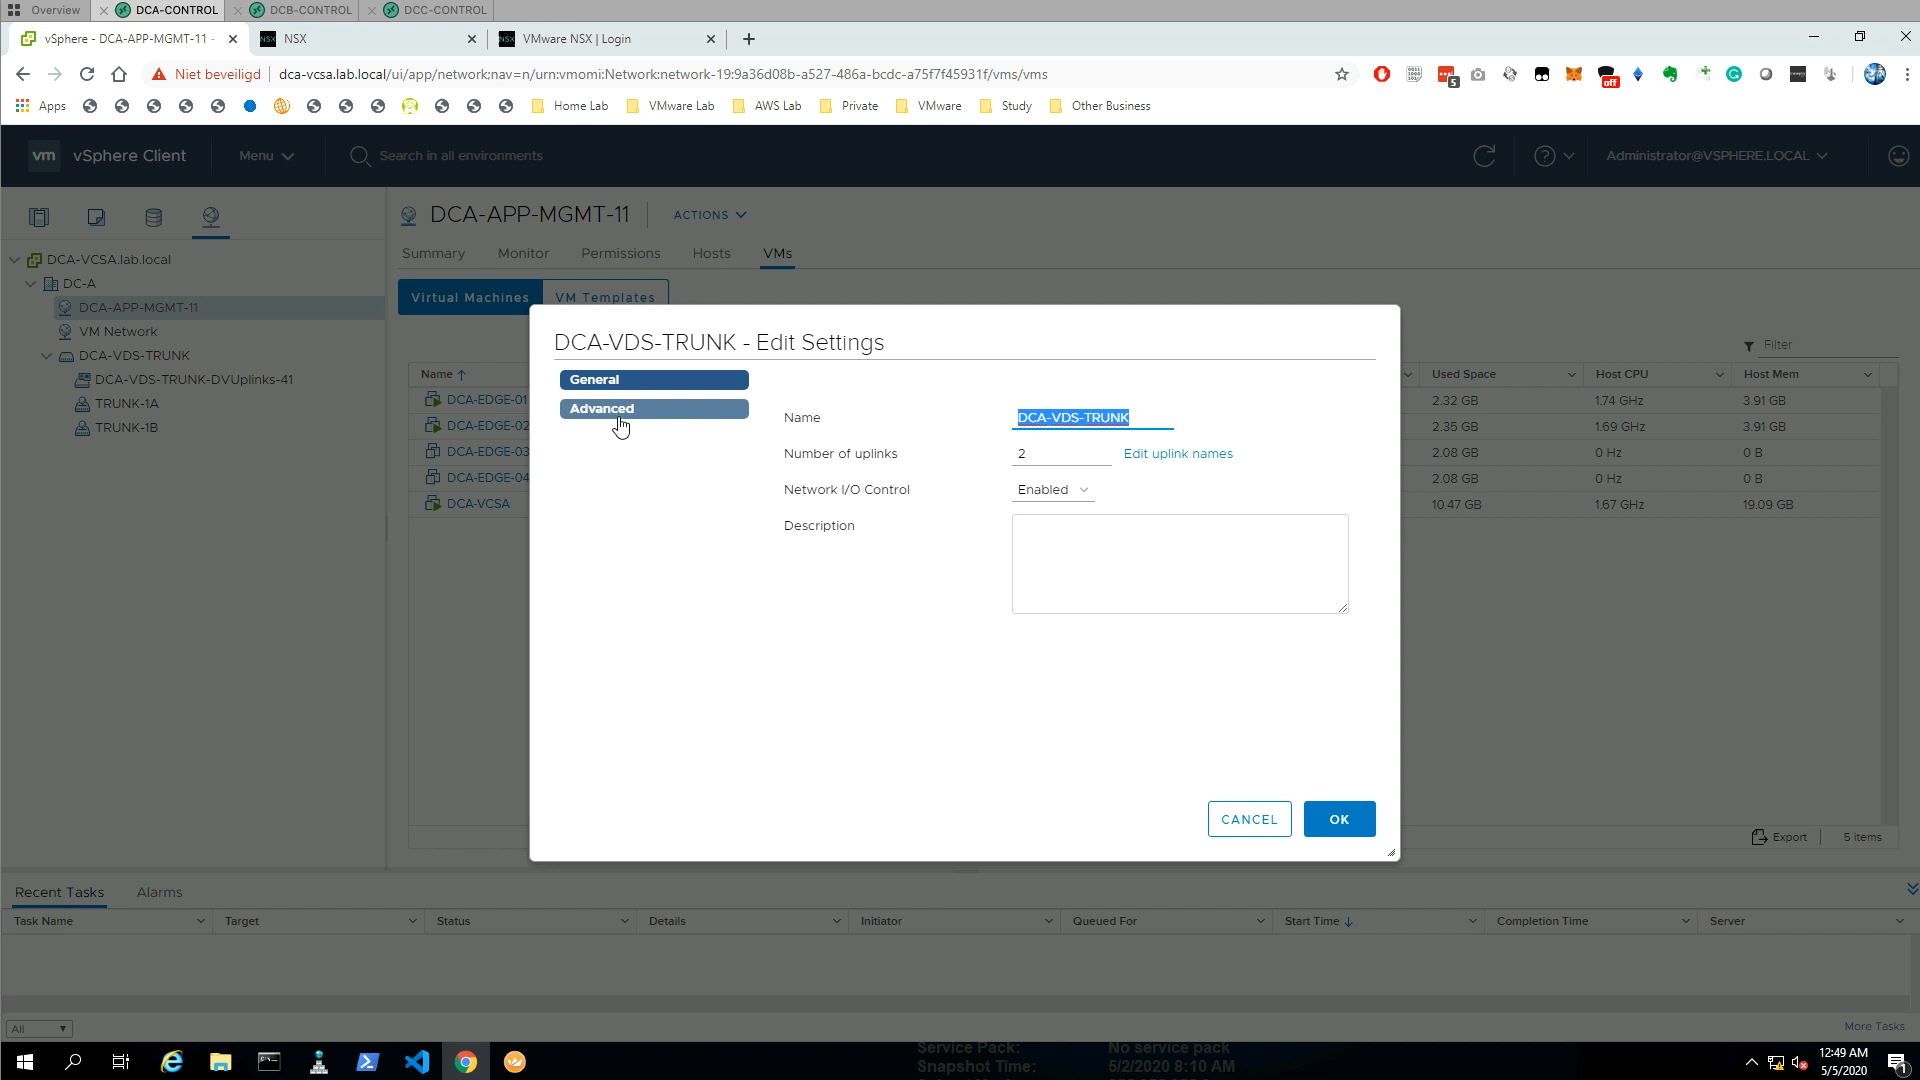 Overview
DCA-CONTROL
DCB-CONTROL
DCC-CONTROL
vSphere - DCA-APP-MGMT-11 -
NSX
NSX
VMware NSX | Login
Niet beveiligd
dca-vcsa.lab.local/ui/app/network;nav=n/urn:vmomi:Network:network-19:9a36d08b-a527-486a-bcdc-a75f7f45931f/vms/vms
5
off
Apps
Home Lab
VMware Lab
AWS Lab
Private
VMware
Study
Other Business
vm
vSphere Client
Menu
Search in all environments
Administrator@VSPHERE.LOCAL
DCA-VCSA.lab.local
DC-A
DCA-APP-MGMT-11
VM Network
DCA-VDS-TRUNK
DCA-VDS-TRUNK-DVUplinks-41
TRUNK-1A
TRUNK-1B
DCA-APP-MGMT-11
ACTIONS
Summary
Monitor
Permissions
Hosts
VMs
Virtual Machines
VM Templates
Filter
Name
Used Space
Host CPU
Host Mem
DCA-EDGE-01
2.32 GB
1.74 GHz
3.91 GB
DCA-EDGE-02
2.35 GB
1.69 GHz
3.91 GB
DCA-EDGE-03
2.08 GB
0 Hz
0 B
DCA-EDGE-04
2.08 GB
0 Hz
0 B
DCA-VCSA
10.47 GB
1.67 GHz
19.09 GB
DCA-VDS-TRUNK - Edit Settings
General
Advanced
Name
DCA-VDS-TRUNK
Number of uplinks
2
Edit uplink names
Network I/O Control
Enabled
Description
CANCEL
OK
Export
5 items
Recent Tasks
Alarms
Task Name
Target
Status
Details
Initiator
Queued For
Start Time
Completion Time
Server
All
More Tasks
Service Pack:
No service pack
Snapshot Time:
5/2/2020 8:10 AM
12:49 AM
5/5/2020
1